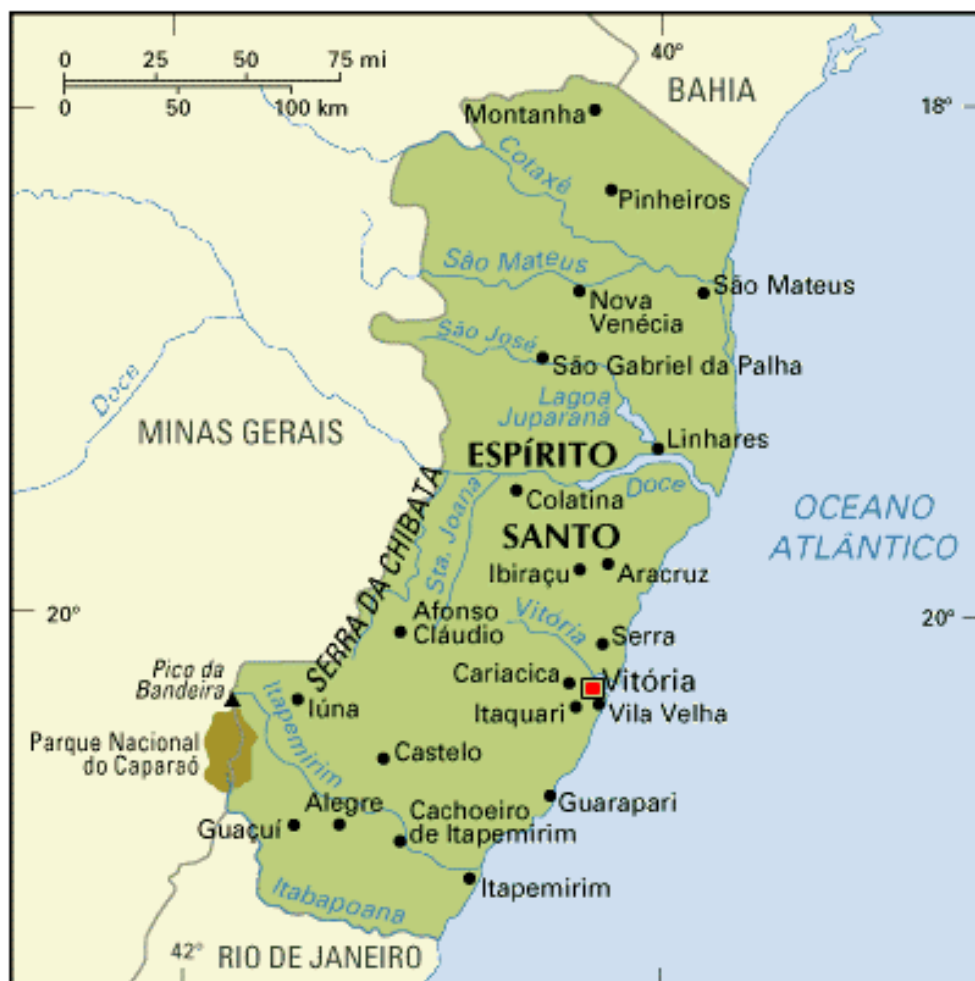 0 25 50 75 mi
0 50 100 km
40°
BAHIA
18°
18°
Montanha
Cotaxé
Pinheiros
São Mateus
São Mateus
Nova
Venécia
São José
São Gabriel da Palha
Doce
Lagoa
Juparaná
MINAS GERAIS
Linhares
ESPÍRITO
Doce
Colatina
OCEANO
ATLÂNTICO
SANTO
Sta. Joana
SERRA DA CHIBATA
Ibiraçu
Aracruz
20°
20°
Afonso
Cláudio
Vitória
Serra
Pico da
Bandeira
Cariacica
Vitória
Iúna
Itaquari
Vila Velha
Itapemirim
Parque Nacional
do Caparaó
Castelo
Guarapari
Alegre
Guaçuí
Cachoeiro
de Itapemirim
Itapemirim
Itabapoana
42°
RIO DE JANEIRO